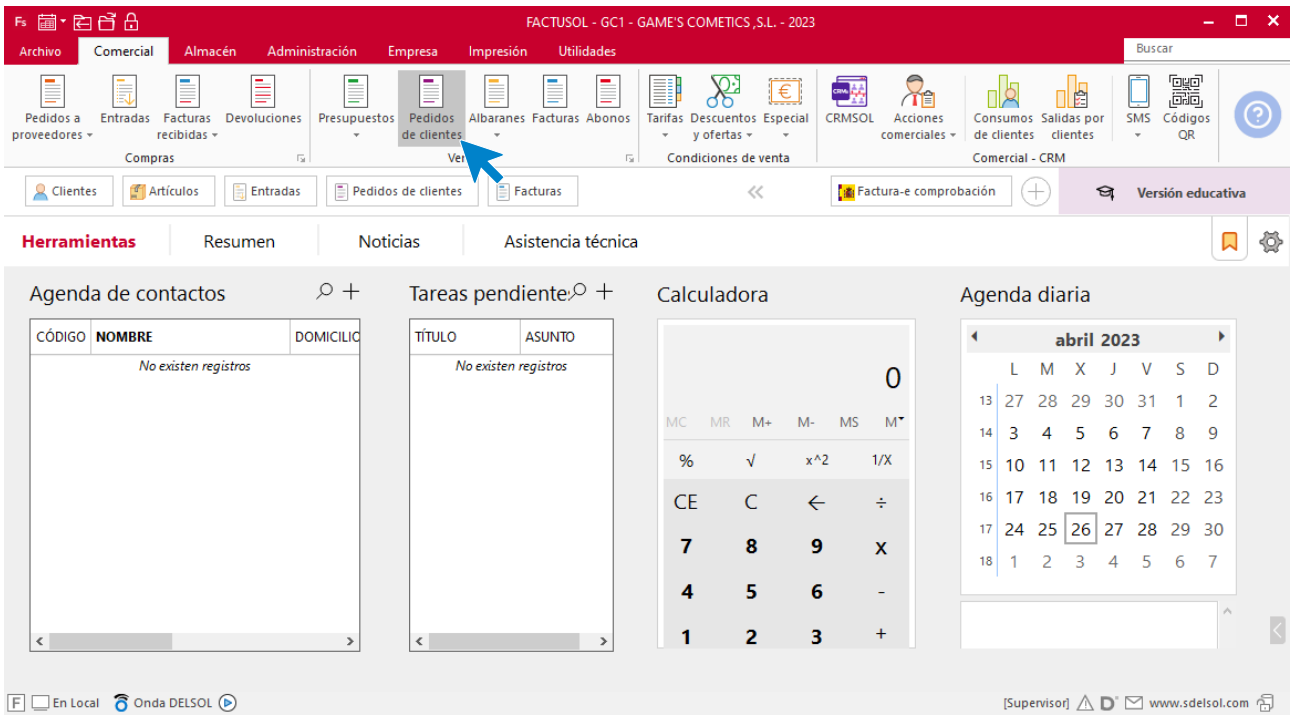 Fs FACTUSOL - GC1 - GAME'S COMETICS ,S.L. - 2023
Archivo Comercial Almacén Administración Empresa Impresión Utilidades Buscar
Pedidos a proveedores Entradas Facturas recibidas Devoluciones Presupuestos Pedidos de clientes Albaranes Facturas Abonos Tarifas Descuentos y ofertas Especial CRMSOL Acciones comerciales Consumos de clientes Salidas por clientes SMS Códigos QR
Compras Ver Condiciones de venta Comercial - CRM
Clientes Artículos Entradas Pedidos de clientes Facturas Factura-e comprobación Versión educativa
Herramientas Resumen Noticias Asistencia técnica
Agenda de contactos
CÓDIGO NOMBRE DOMICILIO
No existen registros
Tareas pendientes
TÍTULO ASUNTO
No existen registros
Calculadora
0
MC MR M+ M- MS M
% √ x^2 1/X
CE C ← ÷
7 8 9 x
4 5 6 -
1 2 3 +
Agenda diaria
abril 2023
L M X J V S D
13 27 28 29 30 31 1 2
14 3 4 5 6 7 8 9
15 10 11 12 13 14 15 16
16 17 18 19 20 21 22 23
17 24 25 26 27 28 29 30
18 1 2 3 4 5 6 7
F En Local Onda DELSOL [Supervisor] D www.sdelsol.com